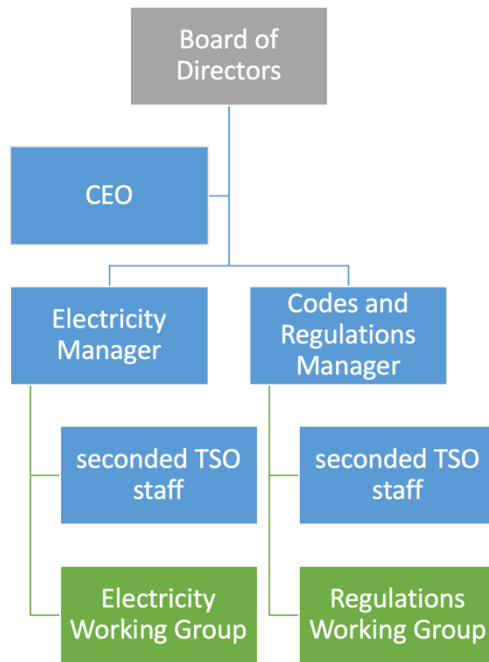 Board of
Directors
CEO
Electricity
Manager
Codes and
Regulations
Manager
seconded TSO
staff
seconded TSO
staff
Electricity
Working Group
Regulations
Working Group